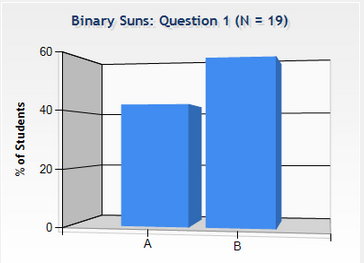 Binary Suns: Question 1 (N = 19)
% of Students
60
40
20
0
A
B